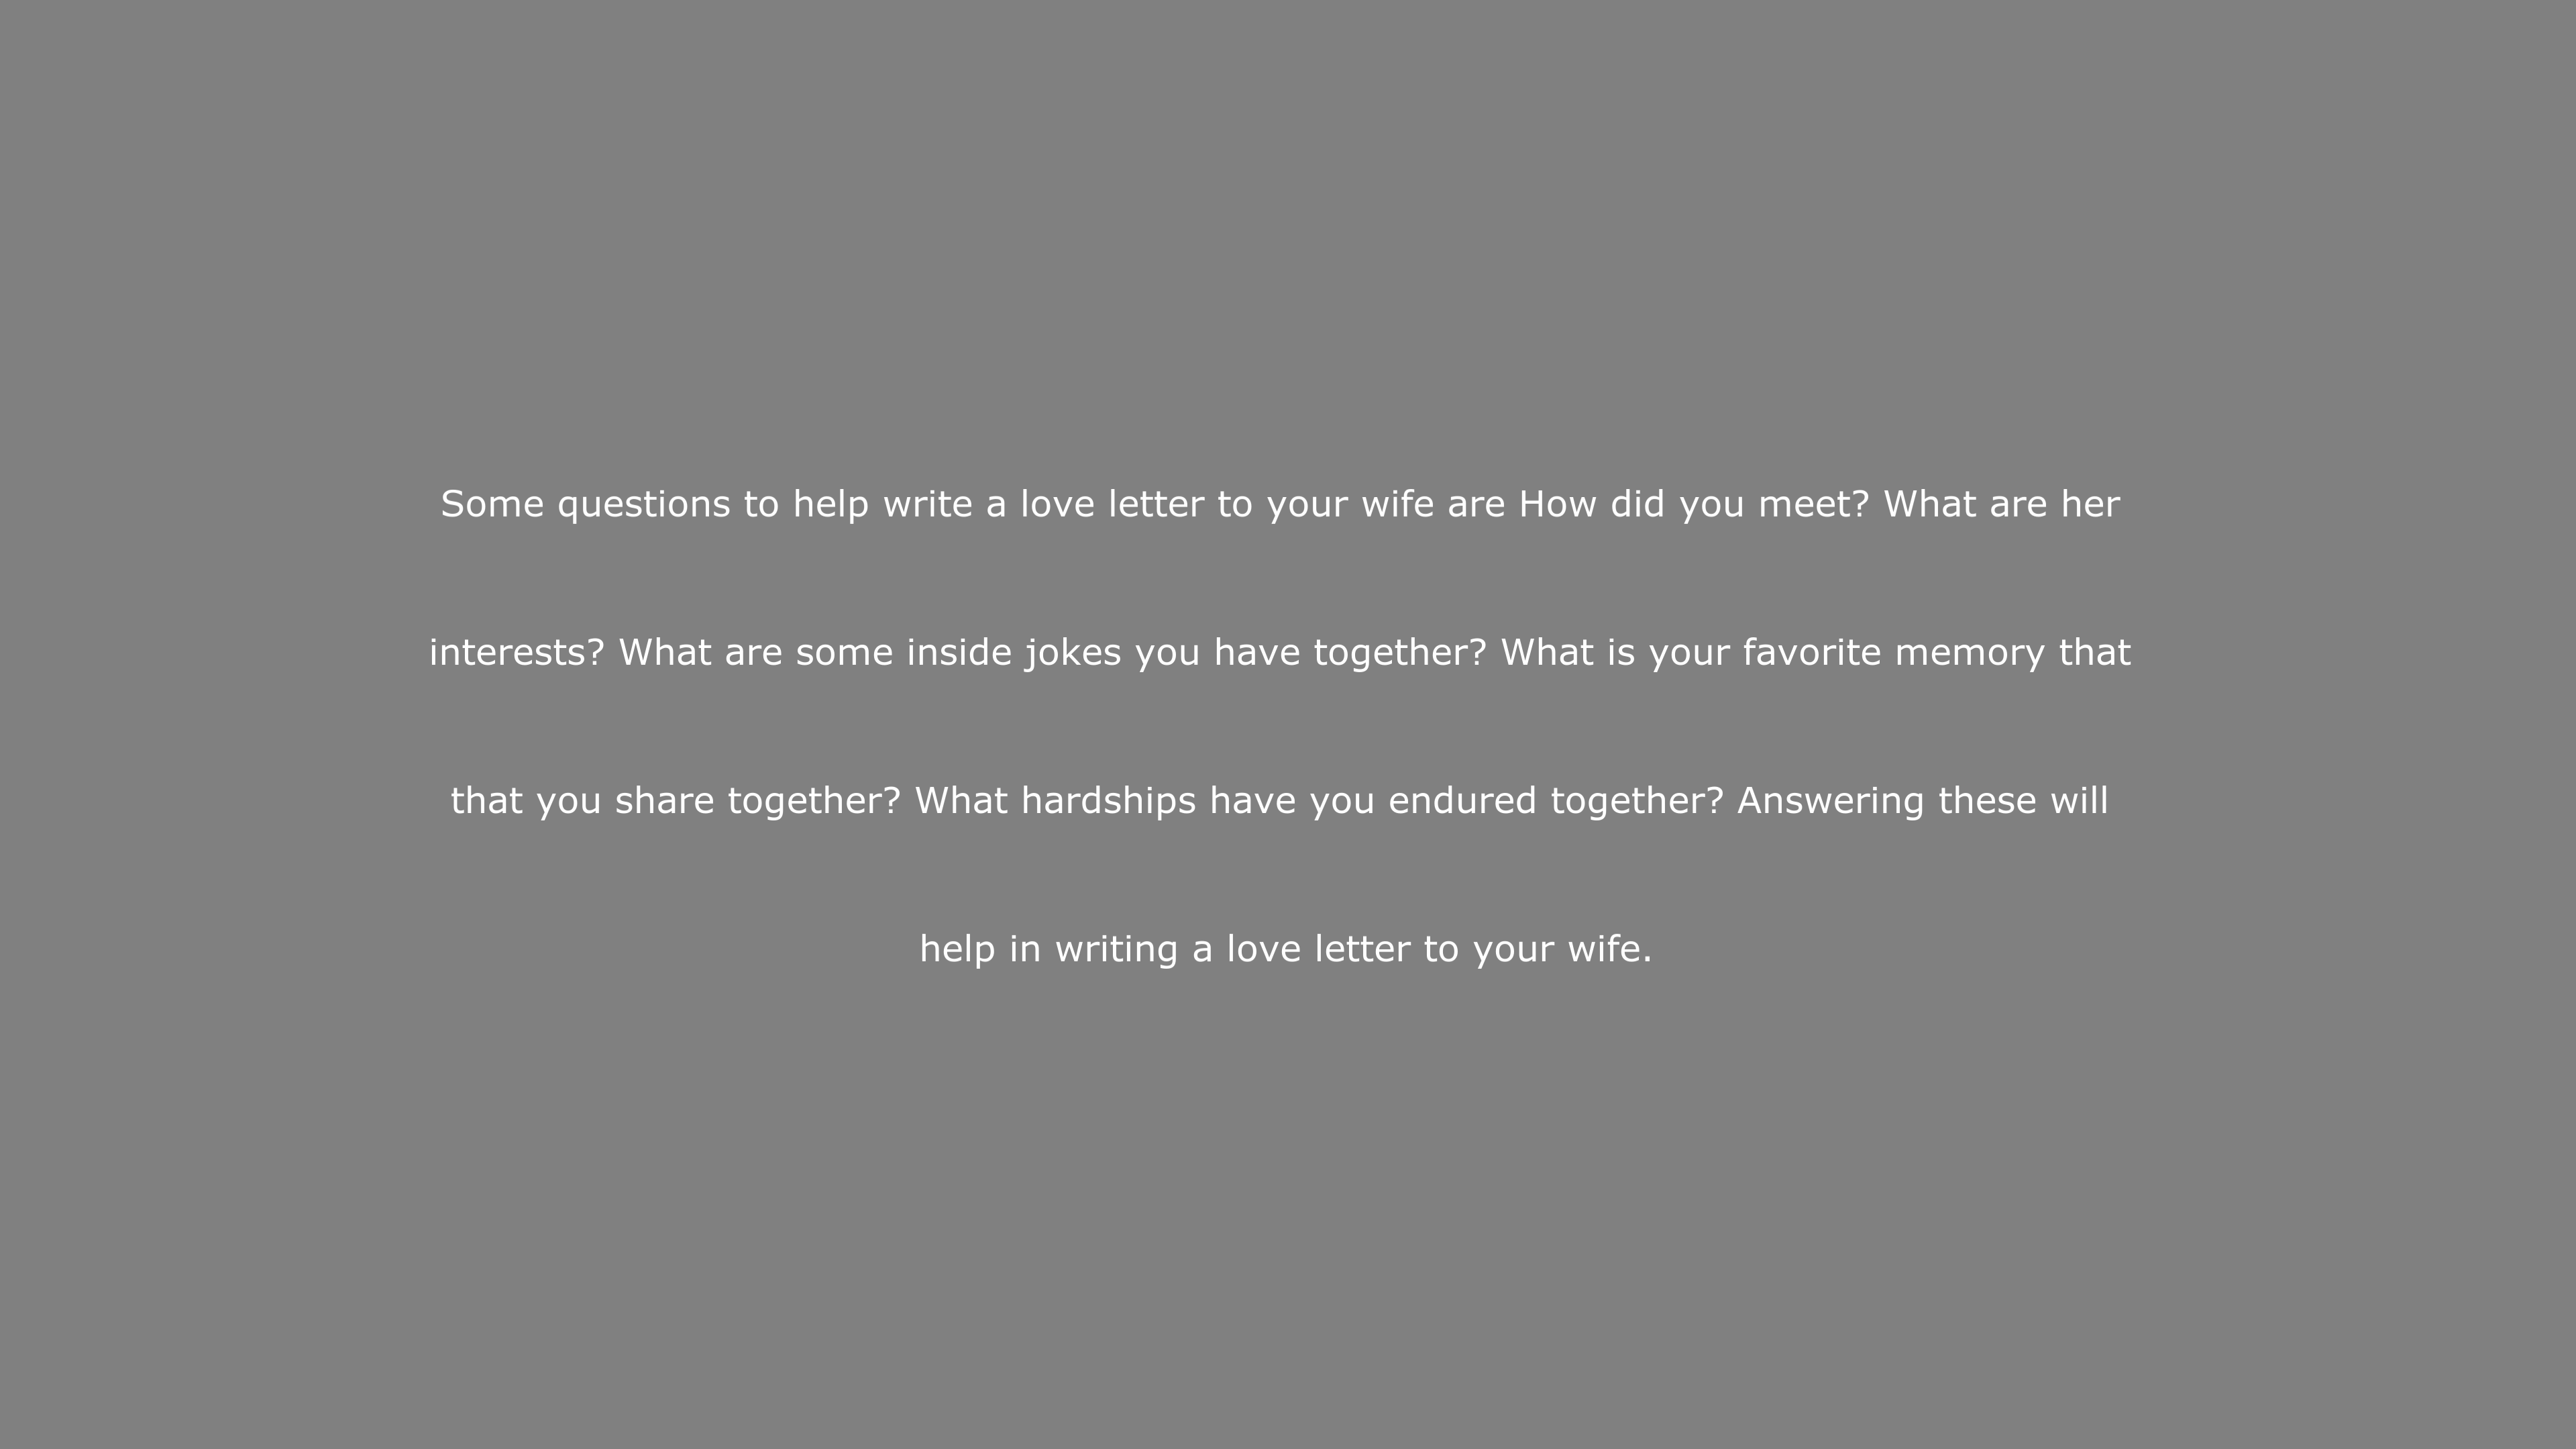 Some questions to help write a love letter to your wife are How did you meet? What are her
interests? What are some inside jokes you have together? What is your favorite memory that
that you share together? What hardships have you endured together? Answering these will
help in writing a love letter to your wife.